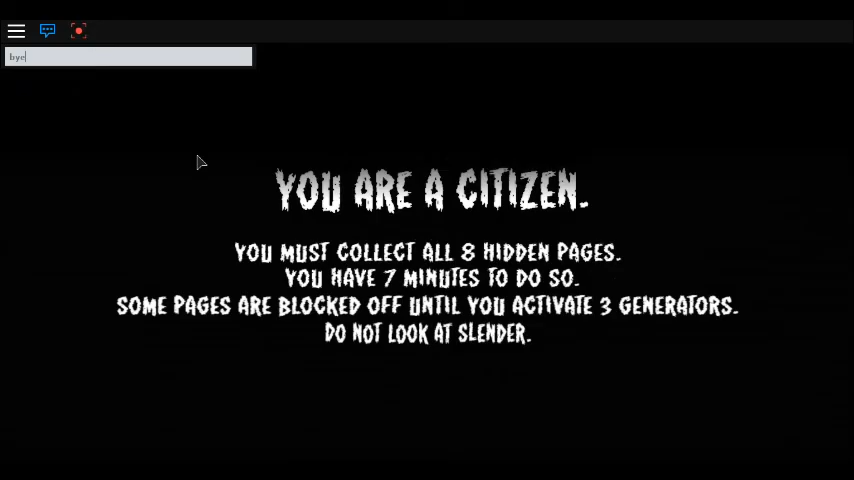 bye
YOU ARE A CITIZEN.
YOU MUST COLLECT ALL 8 HIDDEN PAGES.
YOU HAVE 7 MINUTES TO DO SO.
SOME PAGES ARE BLOCKED OFF UNTIL YOU ACTIVATE 3 GENERATORS.
DO NOT LOOK AT SLENDER.